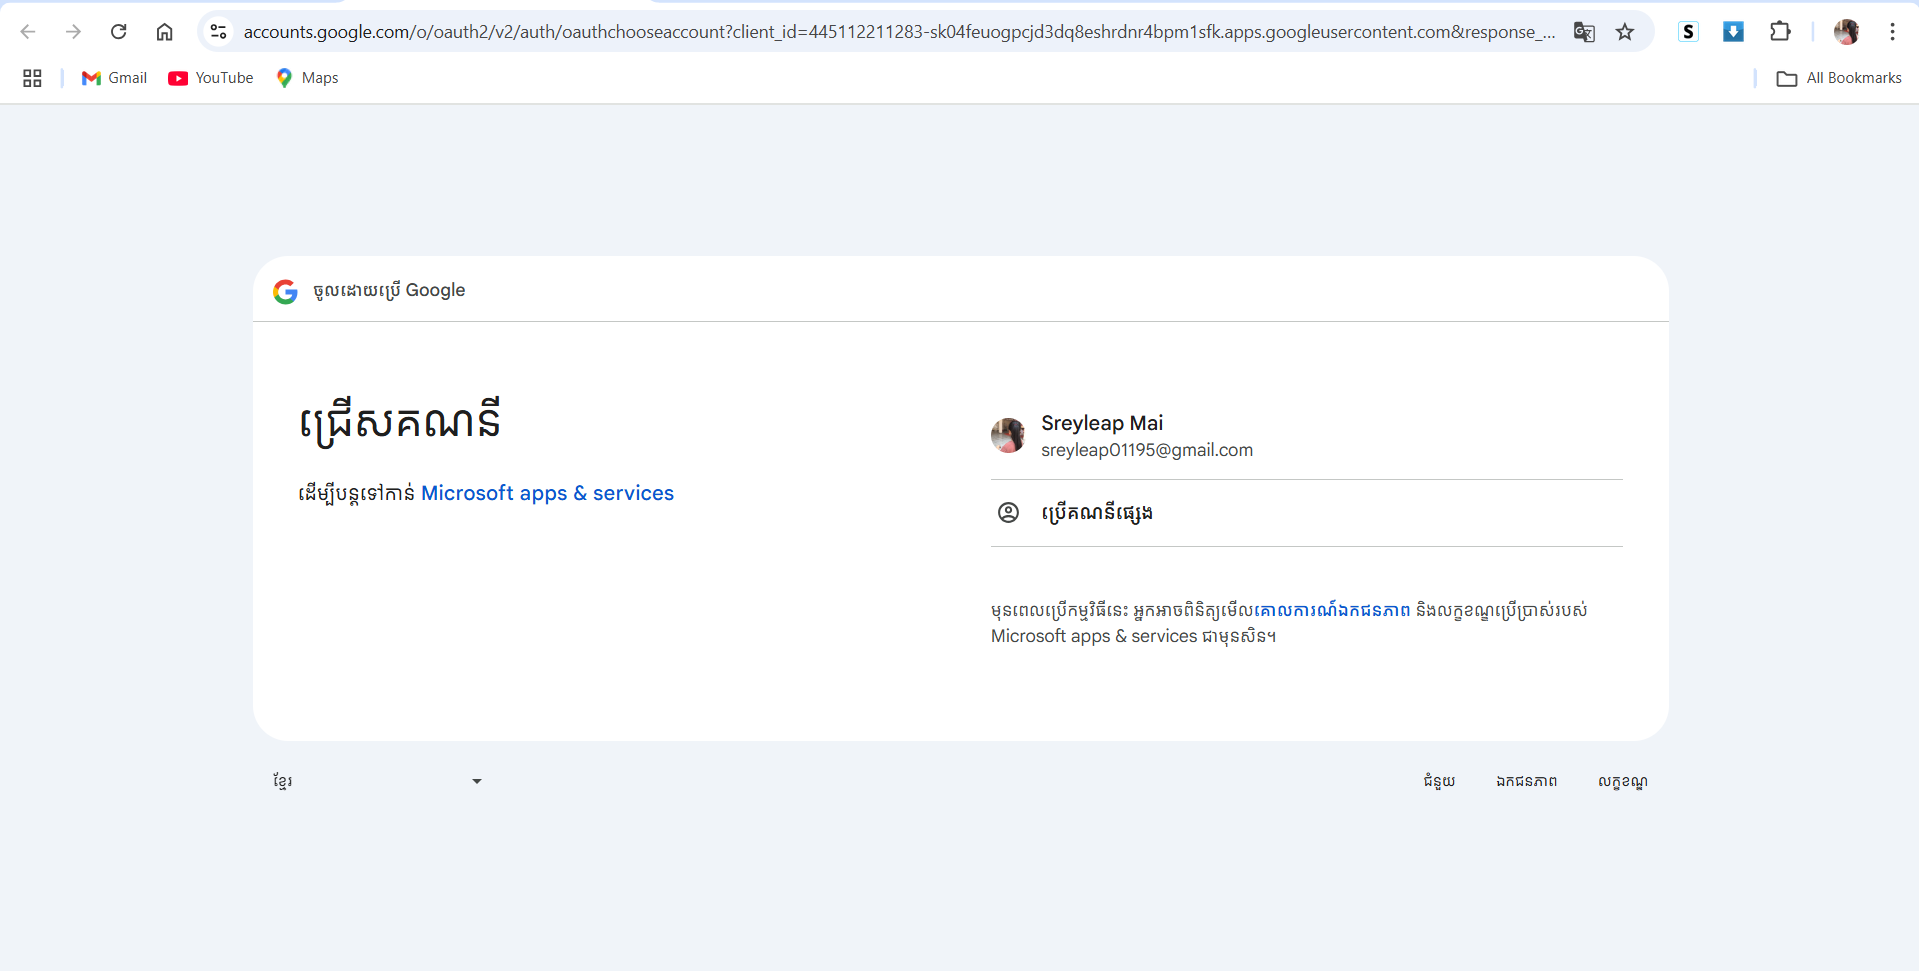 accounts.google.com/o/oauth2/v2/auth/oauthchooseaccount?client_id=445112211283-sk04feuogpcjd3dq8eshrdnr4bpm1sfk.apps.googleusercontent.com&response_...
S
Gmail
YouTube
Maps
All Bookmarks
ចូលដោយប្រើ Google
ជ្រើសគណនី
ដើម្បីបន្តទៅកាន់ Microsoft apps & services
Sreyleap Mai
sreyleap01195@gmail.com
ប្រើគណនីផ្សេង
មុនពេលប្រើកម្មវិធីនេះ អ្នកអាចពិនិត្យមើលគោលការណ៍ឯកជនភាព និងលក្ខខណ្ឌប្រើប្រាស់របស់
Microsoft apps & services ជាមុនសិន។
ខ្មែរ
ជំនួយ
ឯកជនភាព
លក្ខខណ្ឌ